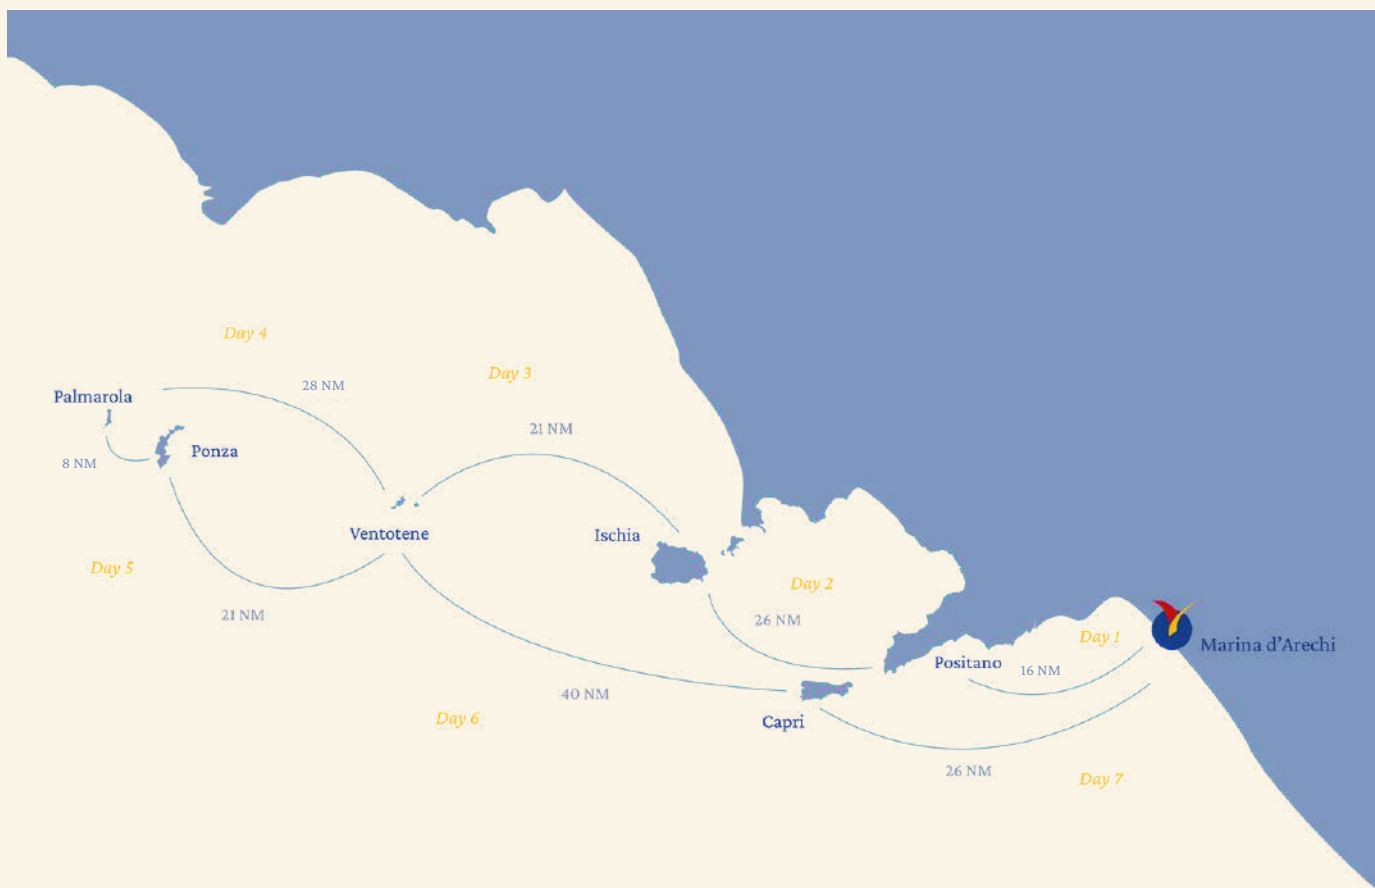 Day 4
Day 3
28 NM
Palmarola
21 NM
Ponza
8 NM
Ventotene
Ischia
Day 5
Day 2
21 NM
26 NM
Day 1
Marina d'Arechi
Positano
16 NM
40 NM
Day 6
Capri
26 NM
Day 7